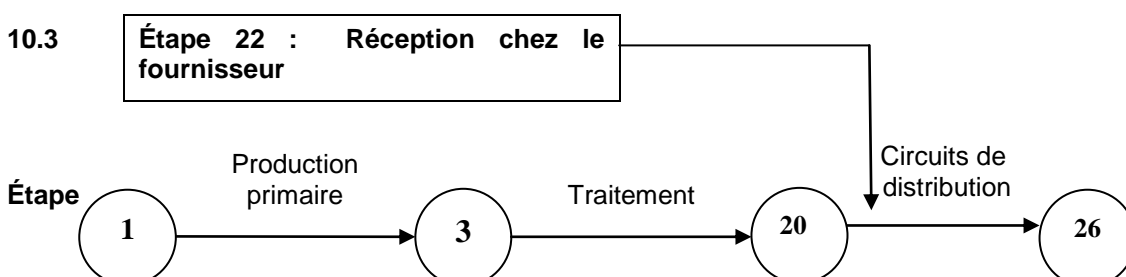 10.3 Étape 22 : Réception chez le
fournisseur
Production
primaire
Circuits de
distribution
Étape
Traitement
1
3
20
26